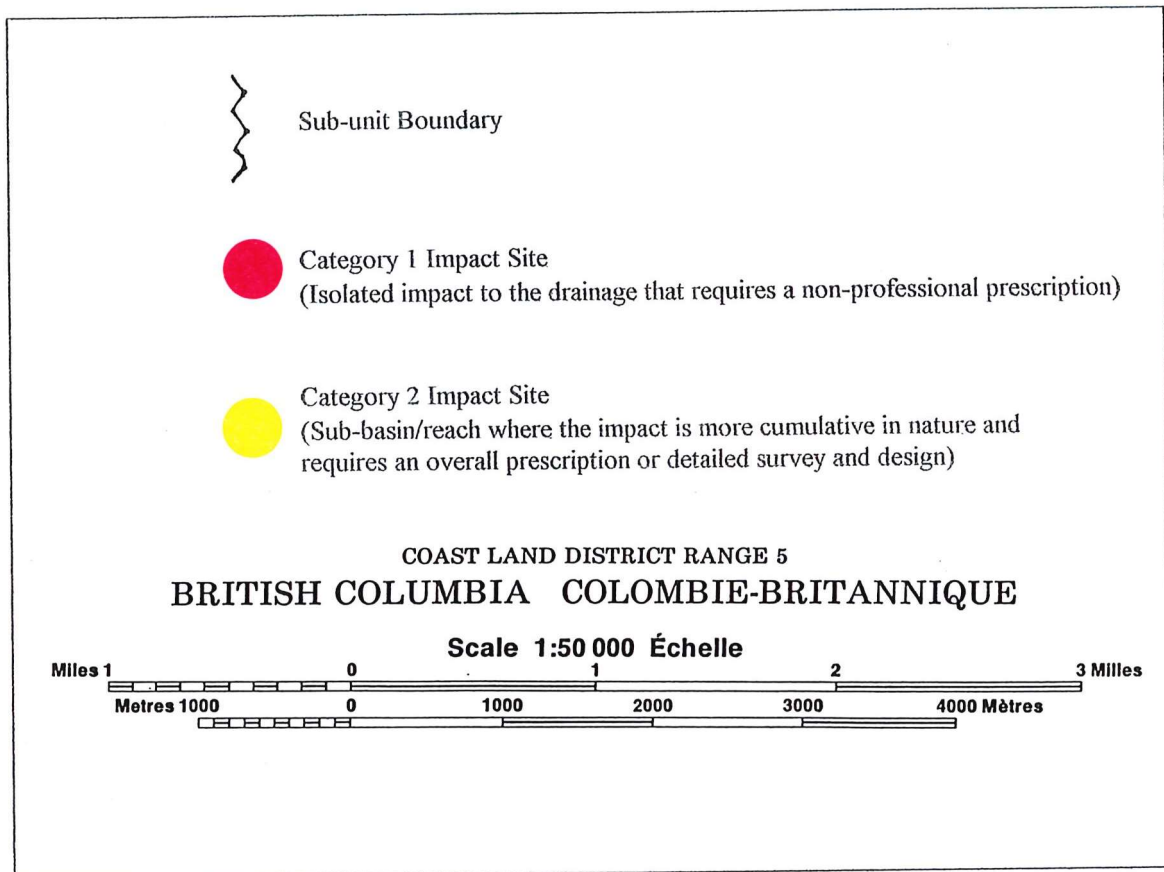 Sub-unit Boundary
Category 1 Impact Site
(Isolated impact to the drainage that requires a non-professional prescription)
Category 2 Impact Site
(Sub-basin/reach where the impact is more cumulative in nature and
requires an overall prescription or detailed survey and design)
COAST LAND DISTRICT RANGE 5
BRITISH COLUMBIA COLOMBIE-BRITANNIQUE
Scale 1:50 000 Échelle
Miles 1 0 1 2 3 Milles
Metres 1000 0 1000 2000 3000 4000 Mètres